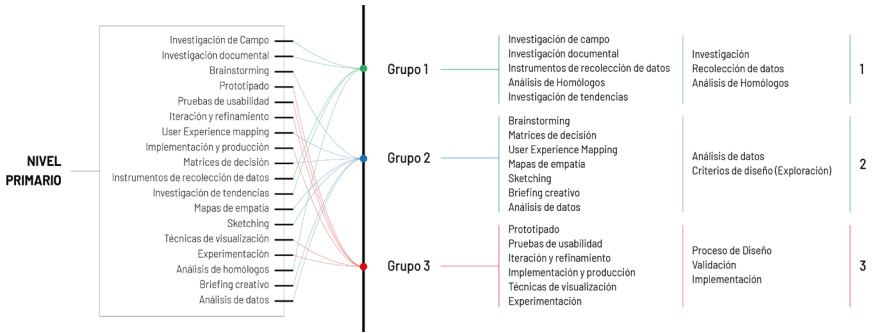 NIVEL
PRIMARIO
Investigación de Campo
Investigación documental
Brainstorming
Prototipado
Pruebas de usabilidad
Iteración y refinamiento
User Experience mapping
Implementación y producción
Matrices de decisión
Instrumentos de recolección de datos
Investigación de tendencias
Mapas de empatía
Sketching
Técnicas de visualización
Experimentación
Análisis de homólogos
Briefing creativo
Análisis de datos
Grupo 1
Investigación de campo
Investigación documental
Instrumentos de recolección de datos
Análisis de Homólogos
Investigación de tendencias
Investigación
Recolección de datos
Análisis de Homólogos
1
Grupo 2
Brainstorming
Matrices de decisión
User Experience Mapping
Mapas de empatía
Sketching
Briefing creativo
Análisis de datos
Análisis de datos
Criterios de diseño (Exploración)
2
Grupo 3
Prototipado
Pruebas de usabilidad
Iteración y refinamiento
Implementación y producción
Técnicas de visualización
Experimentación
Proceso de Diseño
Validación
Implementación
3